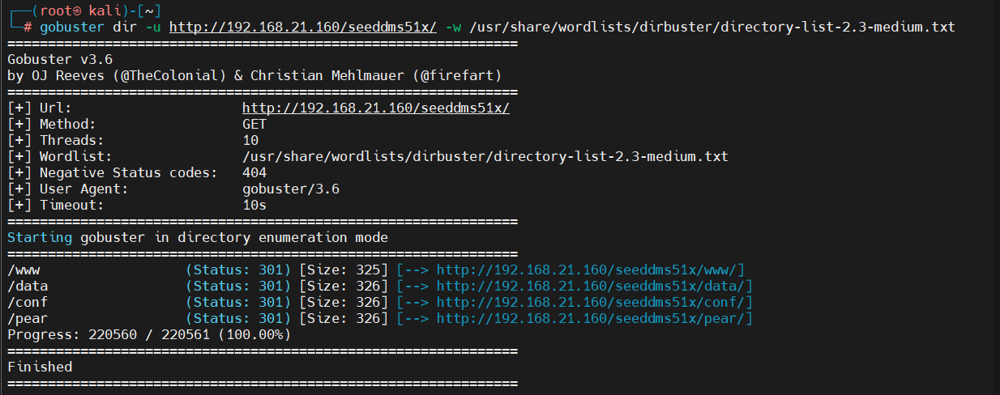 ┌──(root㉿ kali)-[~]
└─# gobuster dir -u http://192.168.21.160/seeddms51x/ -w /usr/share/wordlists/dirbuster/directory-list-2.3-medium.txt
===============================================================
Gobuster v3.6
by OJ Reeves (@TheColonial) & Christian Mehlmauer (@firefart)
===============================================================
[+] Url:                     http://192.168.21.160/seeddms51x/
[+] Method:                  GET
[+] Threads:                 10
[+] Wordlist:                /usr/share/wordlists/dirbuster/directory-list-2.3-medium.txt
[+] Negative Status codes:   404
[+] User Agent:              gobuster/3.6
[+] Timeout:                 10s
===============================================================
Starting gobuster in directory enumeration mode
===============================================================
/www                  (Status: 301) [Size: 325] [--> http://192.168.21.160/seeddms51x/www/]
/data                 (Status: 301) [Size: 326] [--> http://192.168.21.160/seeddms51x/data/]
/conf                 (Status: 301) [Size: 326] [--> http://192.168.21.160/seeddms51x/conf/]
/pear                 (Status: 301) [Size: 326] [--> http://192.168.21.160/seeddms51x/pear/]
Progress: 220560 / 220561 (100.00%)
===============================================================
Finished
===============================================================